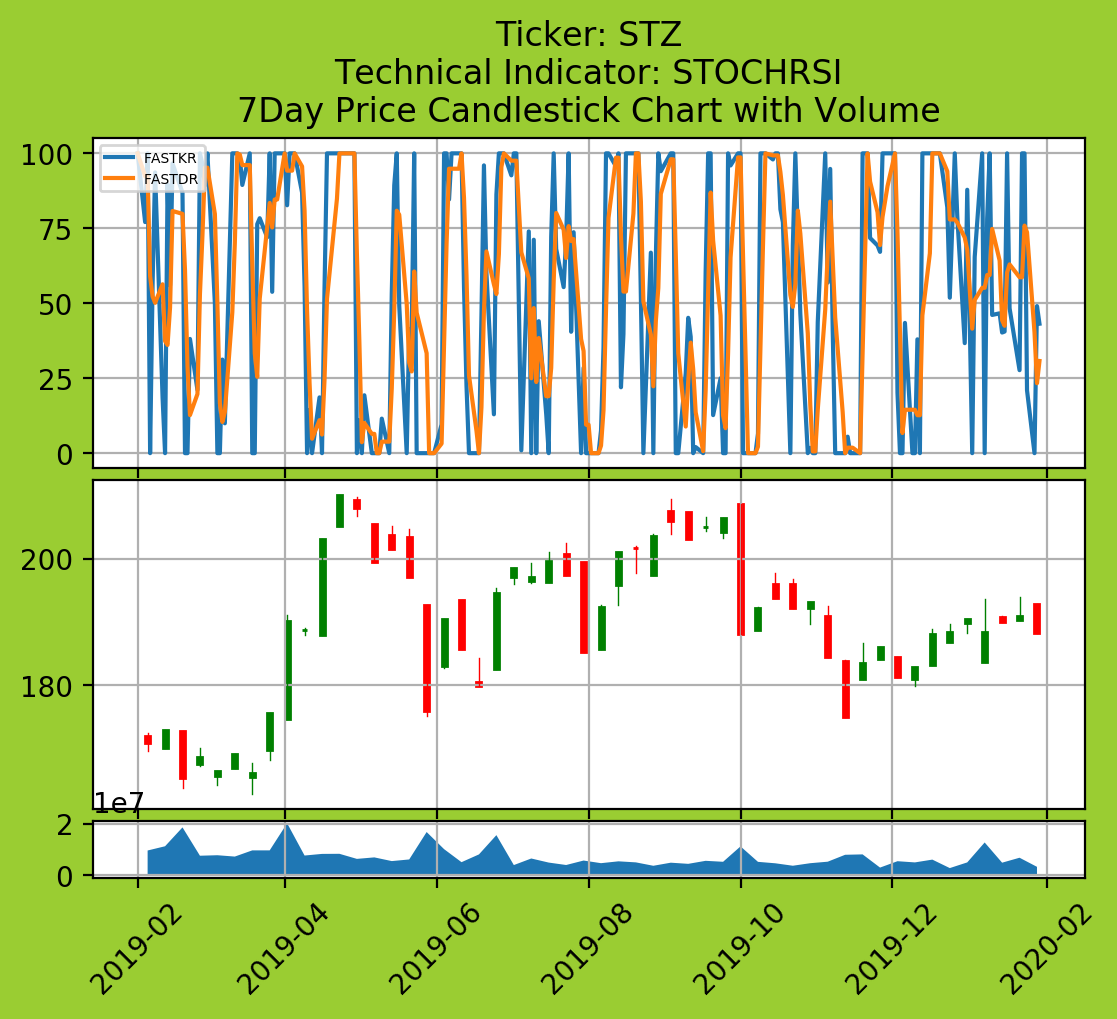 Ticker: STZ
Technical Indicator: STOCHRSI
7Day Price Candlestick Chart with Volume
100
75
50
25
0
FASTKR
FASTDR
200
180
1e7
2
0
2019-02
2019-04
2019-06
2019-08
2019-10
2019-12
2020-02